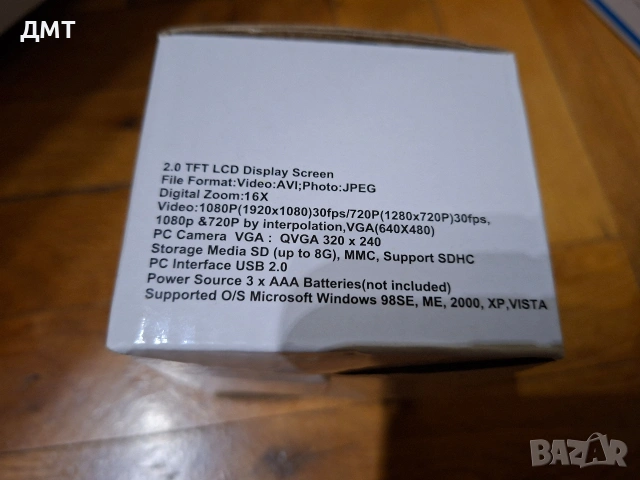 ДМТ
2.0 TFT LCD Display Screen
File Format:Video:AVI;Photo:JPEG
Digital Zoom:16X
Video:1080P(1920x1080)30fps/720P(1280x720P)30fps,
1080p &720P by interpolation,VGA(640X480)
PC Camera VGA : QVGA 320 x 240
Storage Media SD (up to 8G), MMC, Support SDHC
PC Interface USB 2.0
Power Source 3 x AAA Batteries(not included)
Supported O/S Microsoft Windows 98SE, ME, 2000, XP,VISTA
BAZAR